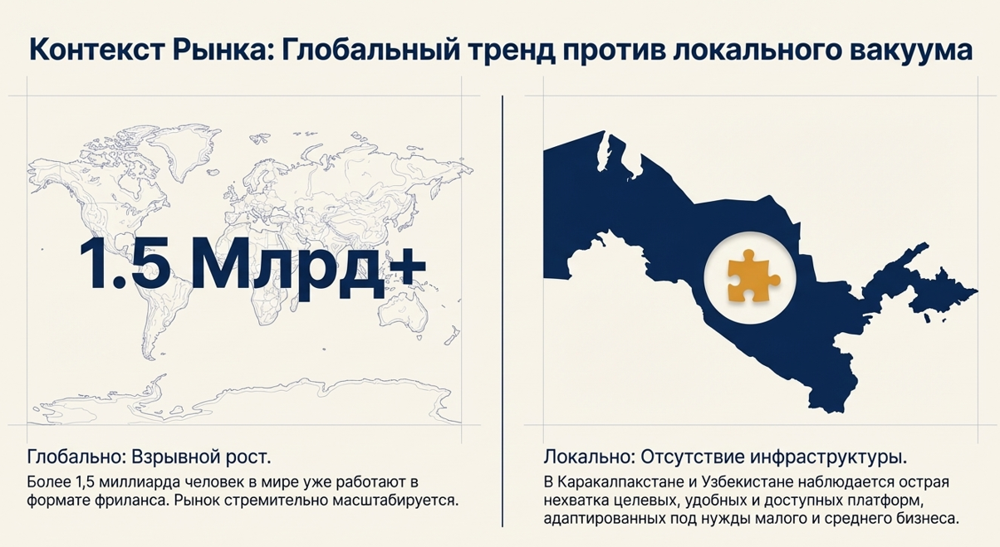 Контекст Рынка: Глобальный тренд против локального вакуума
1.5 Млрд+
Глобально: Взрывной рост.
Более 1,5 миллиарда человек в мире уже работают в
формате фриланса. Рынок стремительно масштабируется.
Локально: Отсутствие инфраструктуры.
В Каракалпакстане и Узбекистане наблюдается острая
нехватка целевых, удобных и доступных платформ,
адаптированных под нужды малого и среднего бизнеса.